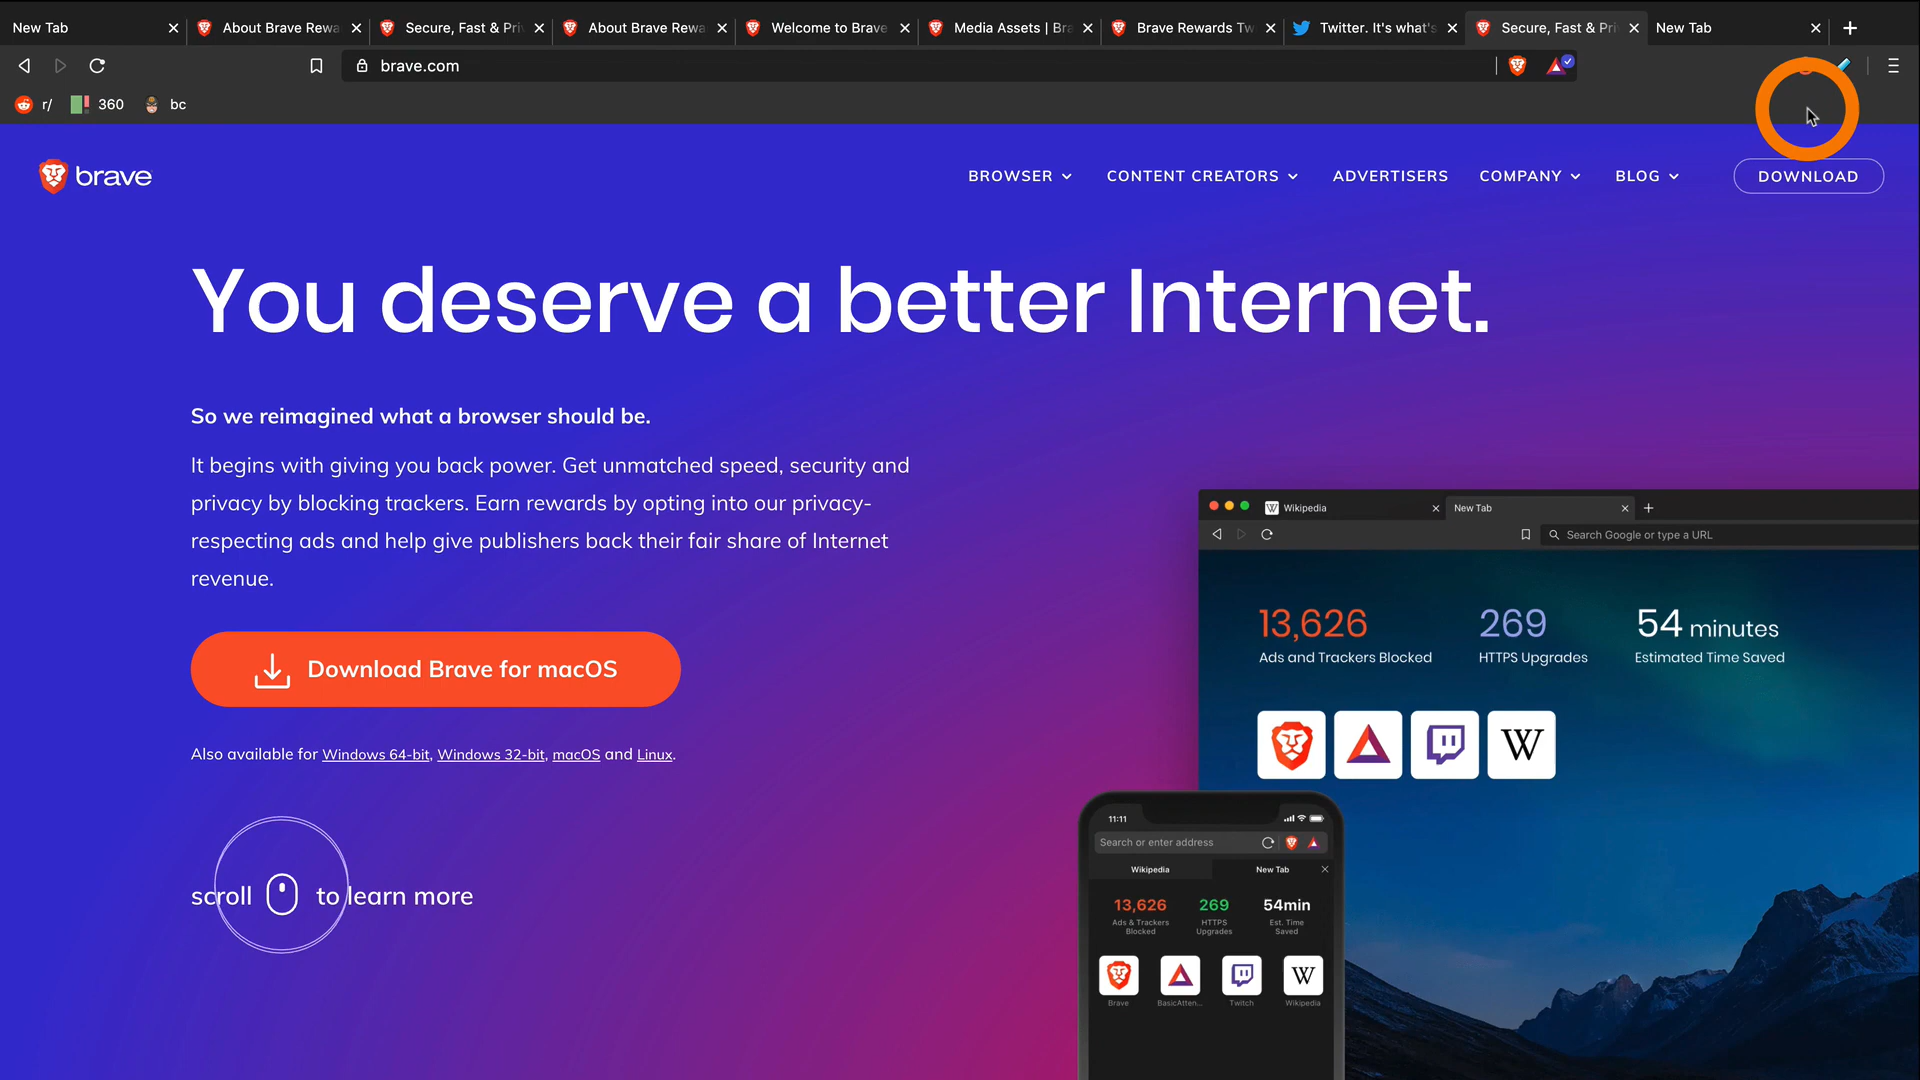 New Tab
About Brave Rewa
Secure, Fast & Pri
About Brave Rewa
Welcome to Brave
Media Assets | Bra
Brave Rewards Tw
Twitter. It's what's
Secure, Fast & Pri
New Tab
brave.com
r/ 360 bc
brave
BROWSER CONTENT CREATORS ADVERTISERS COMPANY BLOG DOWNLOAD
You deserve a better Internet.
So we reimagined what a browser should be.
It begins with giving you back power. Get unmatched speed, security and
privacy by blocking trackers. Earn rewards by opting into our privacy-
respecting ads and help give publishers back their fair share of Internet
revenue.
Download Brave for macOS
Also available for Windows 64-bit, Windows 32-bit, macOS and Linux.
scroll to learn more
W Wikipedia New Tab
Search Google or type a URL
13,626 269 54 minutes
Ads and Trackers Blocked HTTPS Upgrades Estimated Time Saved
W
11:11
Search or enter address
Wikipedia New Tab
13,626 269 54min
Ads & Trackers Blocked
HTTPS Upgrades
Est. Time Saved
W
Brave BasicAtten... Twitch Wikipedia